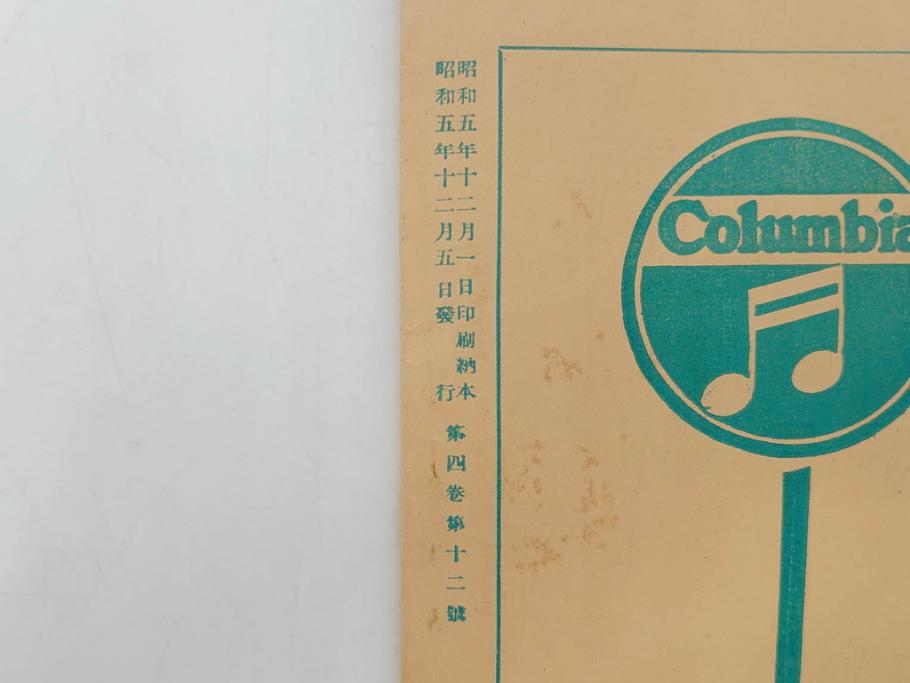 昭和五年十二月一日印刷納本
昭和五年十二月五日發行
第四卷第十二號
Columbia